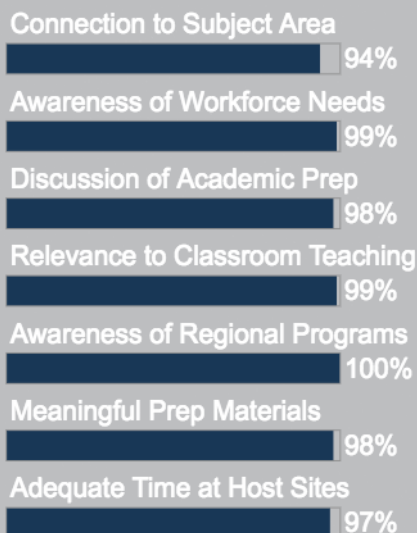 Connection to Subject Area
94%
Awareness of Workforce Needs
99%
Discussion of Academic Prep
98%
Relevance to Classroom Teaching
99%
Awareness of Regional Programs
100%
Meaningful Prep Materials
98%
Adequate Time at Host Sites
97%